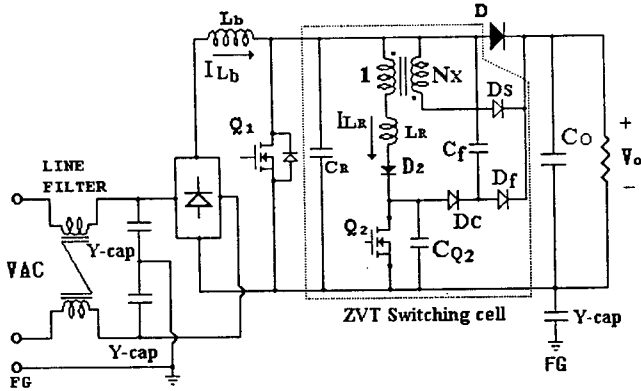 D
Lb
ILb
1
Nx
DS
Q1
ILR
LR
CR
Cf
CO
+
Vo
-
D2
DC
Df
LINE
FILTER
Q2
CQ2
Y-cap
VAC
ZVT Switching cell
Y-cap
Y-cap
FG
FG